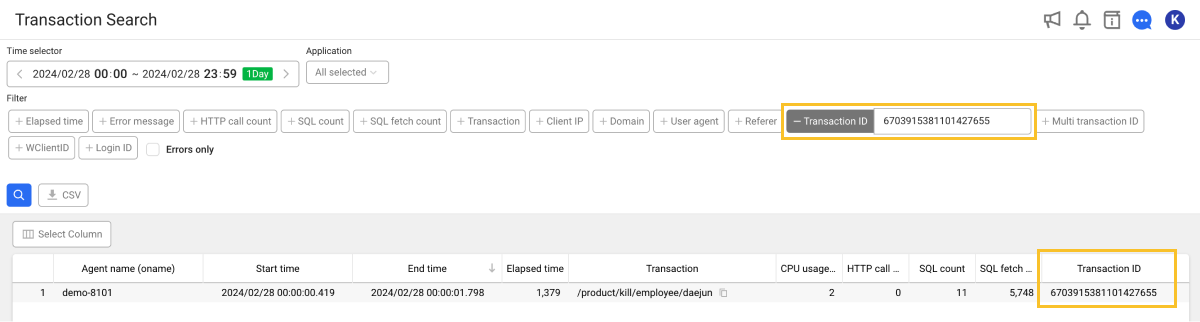 Transaction Search
K
Time selector
Application
2024/02/28 00:00 ~ 2024/02/28 23:59 1Day
All selected
Filter
+ Elapsed time + Error message + HTTP call count + SQL count + SQL fetch count + Transaction + Client IP + Domain + User agent + Referer − Transaction ID 6703915381101427655 + Multi transaction ID
+ WClientID + Login ID Errors only
CSV
Select Column
Agent name (oname) Start time End time ↓ Elapsed time Transaction CPU usage... HTTP call ... SQL count SQL fetch ... Transaction ID
1 demo-8101 2024/02/28 00:00:00.419 2024/02/28 00:00:01.798 1,379 /product/kill/employee/daejun 2 0 11 5,748 6703915381101427655